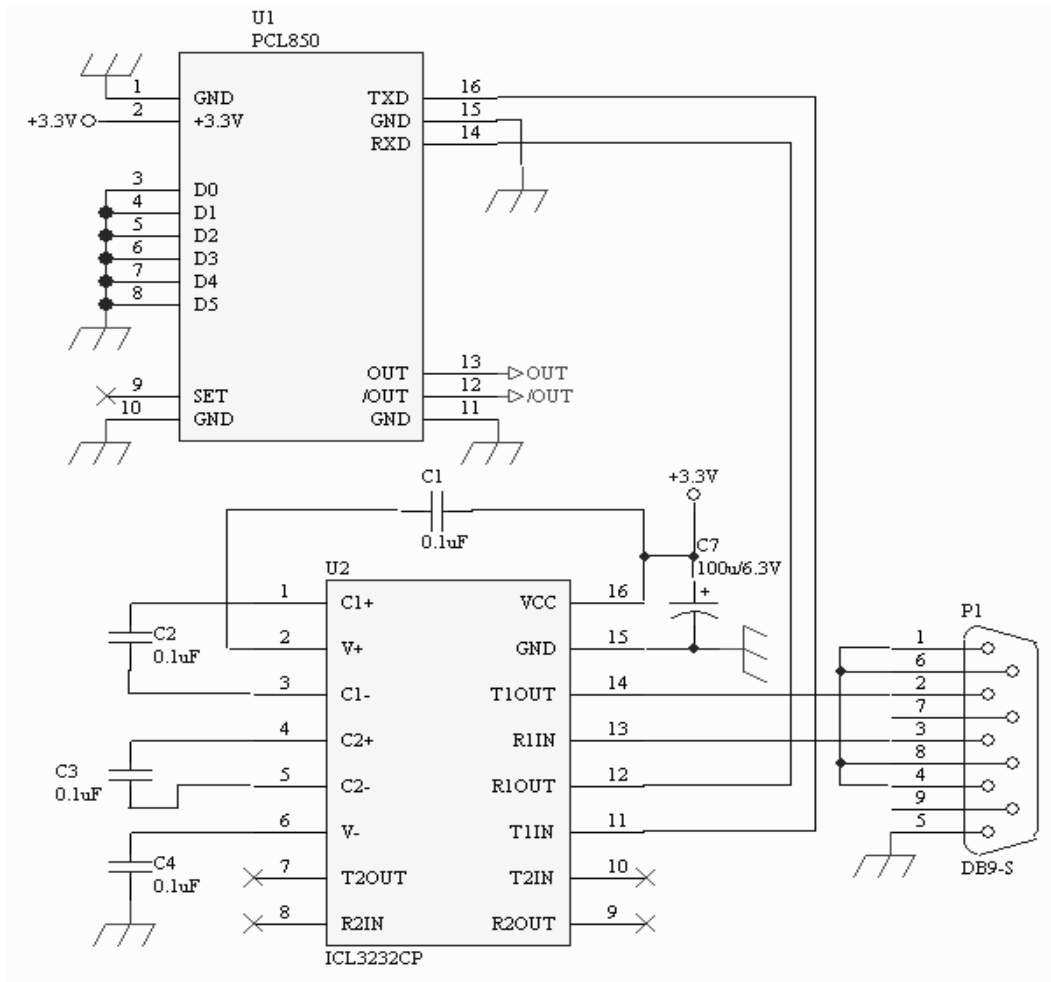 U1
PCL850
1 GND TXD 16
+3.3V 2 +3.3V GND 15
RXD 14
3 D0
4 D1
5 D2
6 D3
7 D4
8 D5
OUT 13 OUT
9 SET /OUT 12 /OUT
10 GND GND 11
C1
0.1uF
+3.3V
C7
100u/6.3V
+
U2
1 C1+ VCC 16
C2
0.1uF
2 V+ GND 15
3 C1- T1OUT 14
4 C2+ R1IN 13
C3
0.1uF
5 C2- R1OUT 12
6 V- T1IN 11
C4
0.1uF
7 T2OUT T2IN 10
8 R2IN R2OUT 9
ICL3232CP
P1
1
6
2
7
3
8
4
9
5
DB9-S